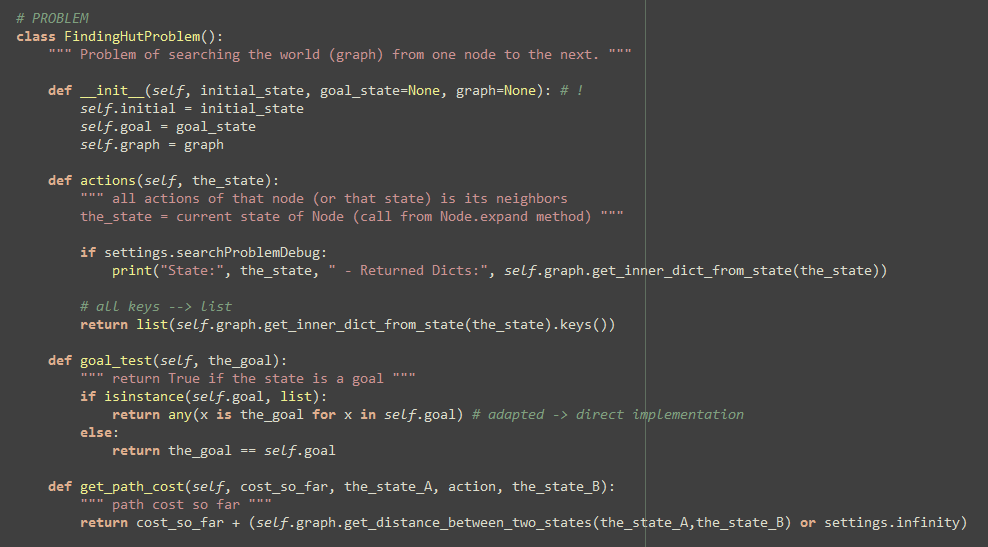 # PROBLEM
class FindingHutProblem():
    """ Problem of searching the world (graph) from one node to the next. """
    def __init__(self, initial_state, goal_state=None, graph=None): # !
        self.initial = initial_state
        self.goal = goal_state
        self.graph = graph
    def actions(self, the_state):
        """ all actions of that node (or that state) is its neighbors
        the_state = current state of Node (call from Node.expand method) """
        if settings.searchProblemDebug:
            print("State:", the_state, " - Returned Dicts:", self.graph.get_inner_dict_from_state(the_state))
        # all keys --> list
        return list(self.graph.get_inner_dict_from_state(the_state).keys())
    def goal_test(self, the_goal):
        """ return True if the state is a goal """
        if isinstance(self.goal, list):
            return any(x is the_goal for x in self.goal) # adapted -> direct implementation
        else:
            return the_goal == self.goal
    def get_path_cost(self, cost_so_far, the_state_A, action, the_state_B):
        """ path cost so far """
        return cost_so_far + (self.graph.get_distance_between_two_states(the_state_A,the_state_B) or settings.infinity)